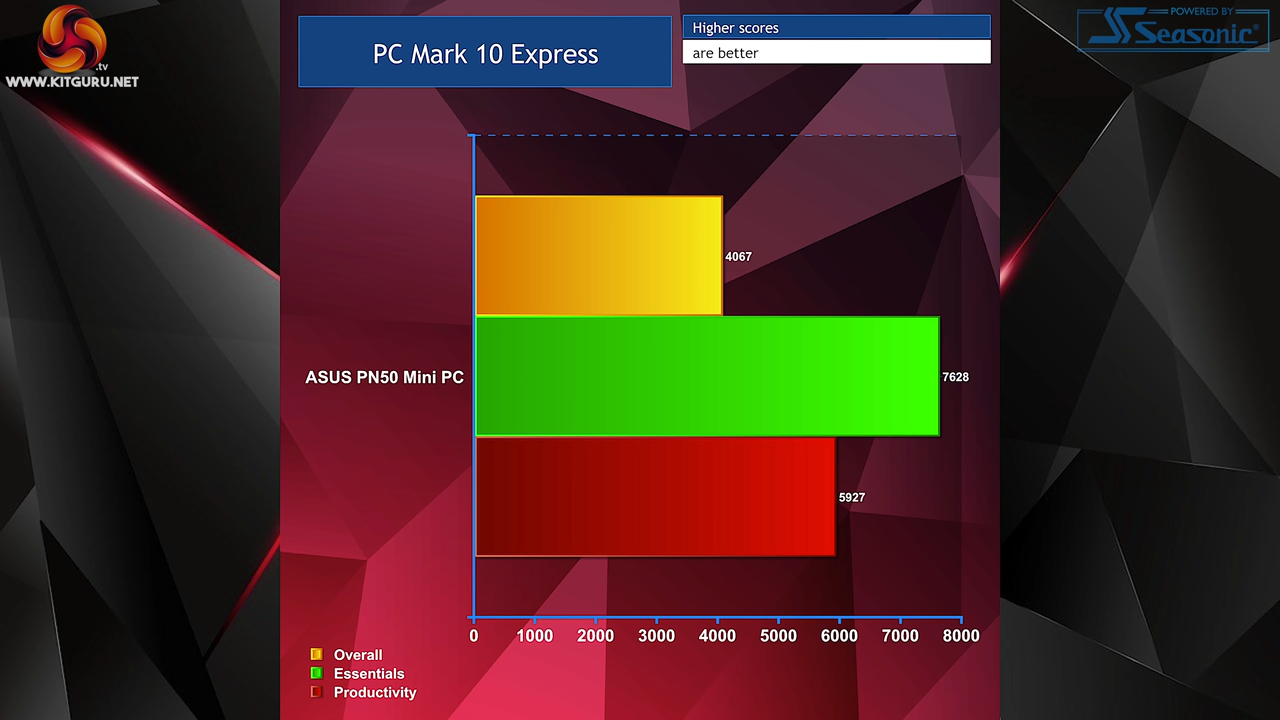 .tv
WWW.KITGURU.NET
PC Mark 10 Express
Higher scores
are better
POWERED BY
Seasonic®
4067
ASUS PN50 Mini PC
7628
5927
0 1000 2000 3000 4000 5000 6000 7000 8000
Overall
Essentials
Productivity